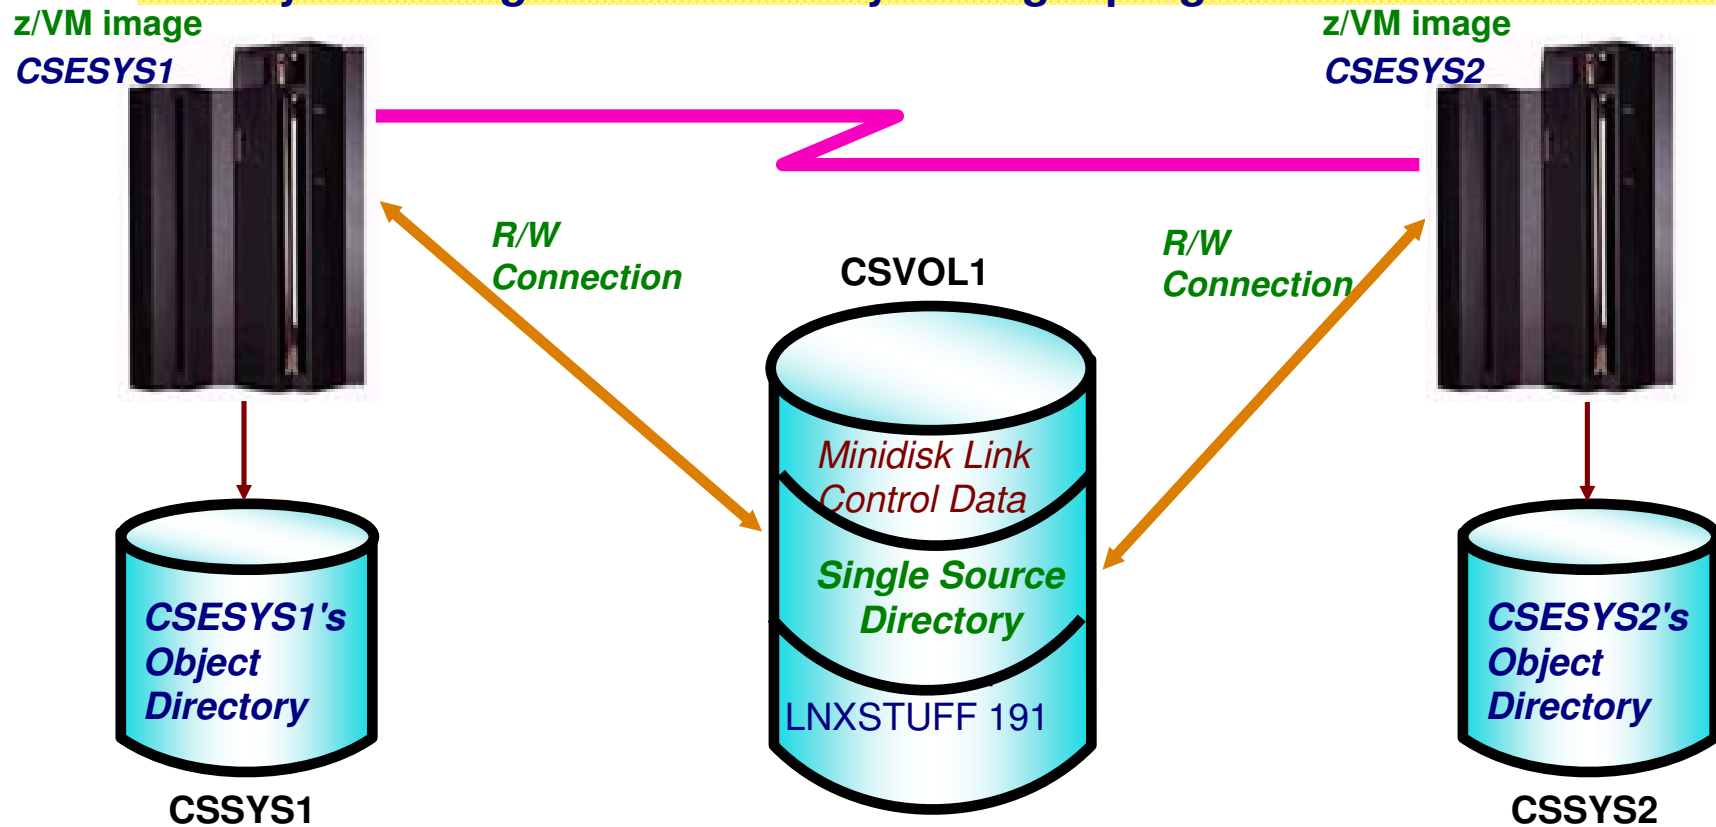 z/VM image
CSESYS1
z/VM image
CSESYS2
R/W
Connection
R/W
Connection
CSVOL1
Minidisk Link
Control Data
Single Source
Directory
LNXSTUFF 191
CSESYS1's
Object
Directory
CSSYS1
CSESYS2's
Object
Directory
CSSYS2